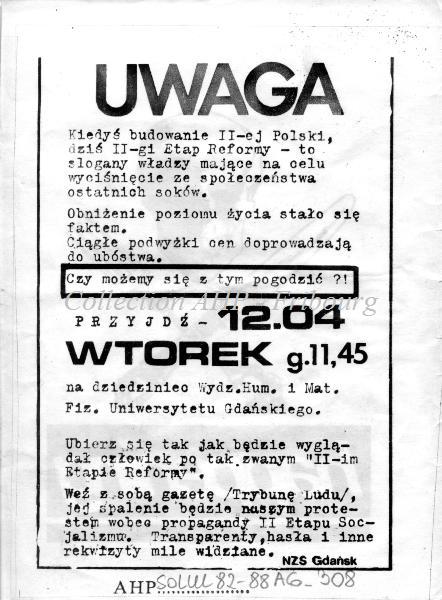 UWAGA
Kiedyś budowanie II-ej Polski,
dziś II-gi Etap Reformy - to
slogany władzy mające na celu
wyciśnięcie ze społeczeństwa
ostatnich soków.
Obniżenie poziomu życia stało się
faktem.
Ciągłe podwyżki cen doprowadzają
do ubóstwa.
Czy możemy się z tym pogodzić ?!
Collection AHP - Fribourg
PRZYJDŹ - 12.04
WTOREK g.11,45
na dziedziniec Wydz.Hum. i Mat.
Fiz. Uniwersytetu Gdańskiego.
Ubierz się tak jak będzie wyglą-
dał człowiek po tak zwanym "II-im
Etapie Reformy".
Weź z sobą gazetę /Trybunę Ludu/,
jej spalenie będzie naszym prote-
stem wobec propagandy II Etapu Soc-
jalizmu. Transparenty,hasła i inne
rekwizyty mile widziane.
NZS Gdańsk
AHP SOLUL 82-88 AG_308